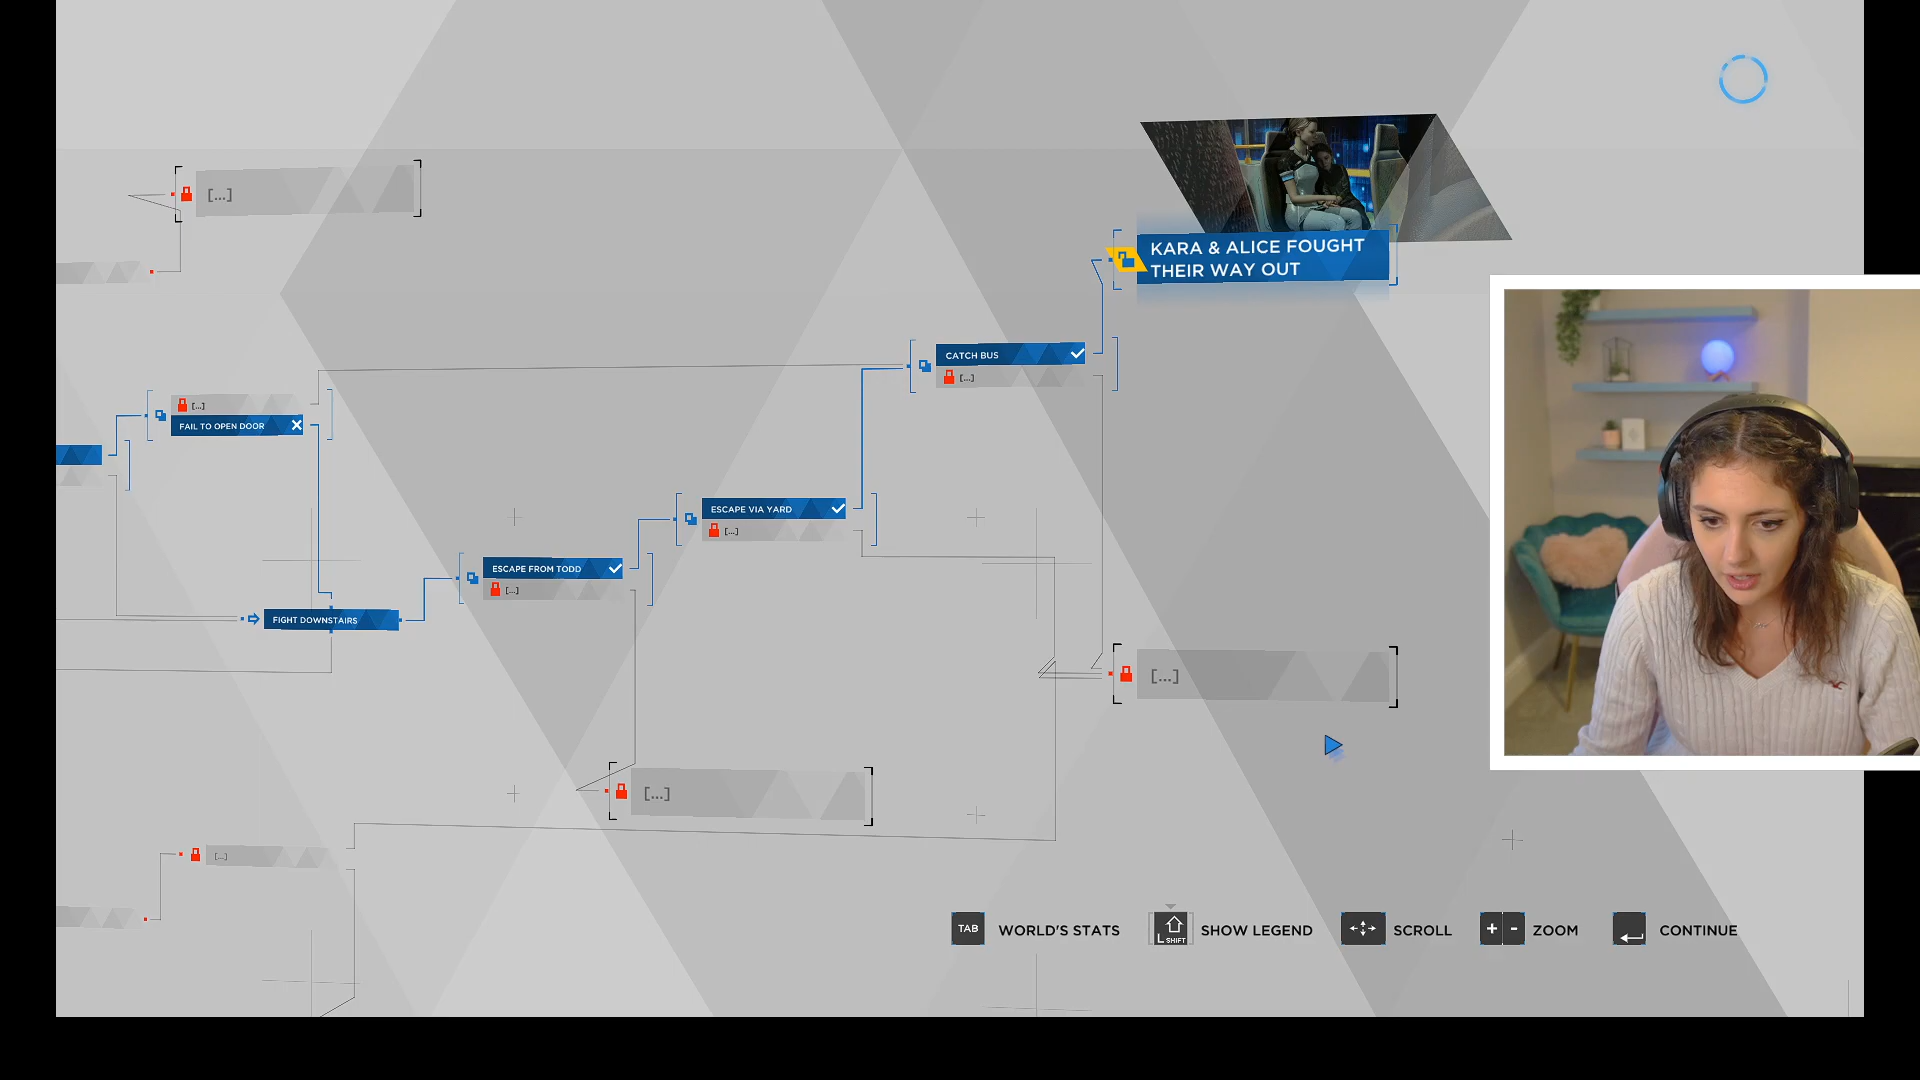 [...]
KARA & ALICE FOUGHT
THEIR WAY OUT
CATCH BUS
[...]
[...]
FAIL TO OPEN DOOR
ESCAPE VIA YARD
[...]
ESCAPE FROM TODD
[...]
FIGHT DOWNSTAIRS
[...]
[...]
[...]
TAB WORLD'S STATS L SHIFT SHOW LEGEND SCROLL + - ZOOM CONTINUE